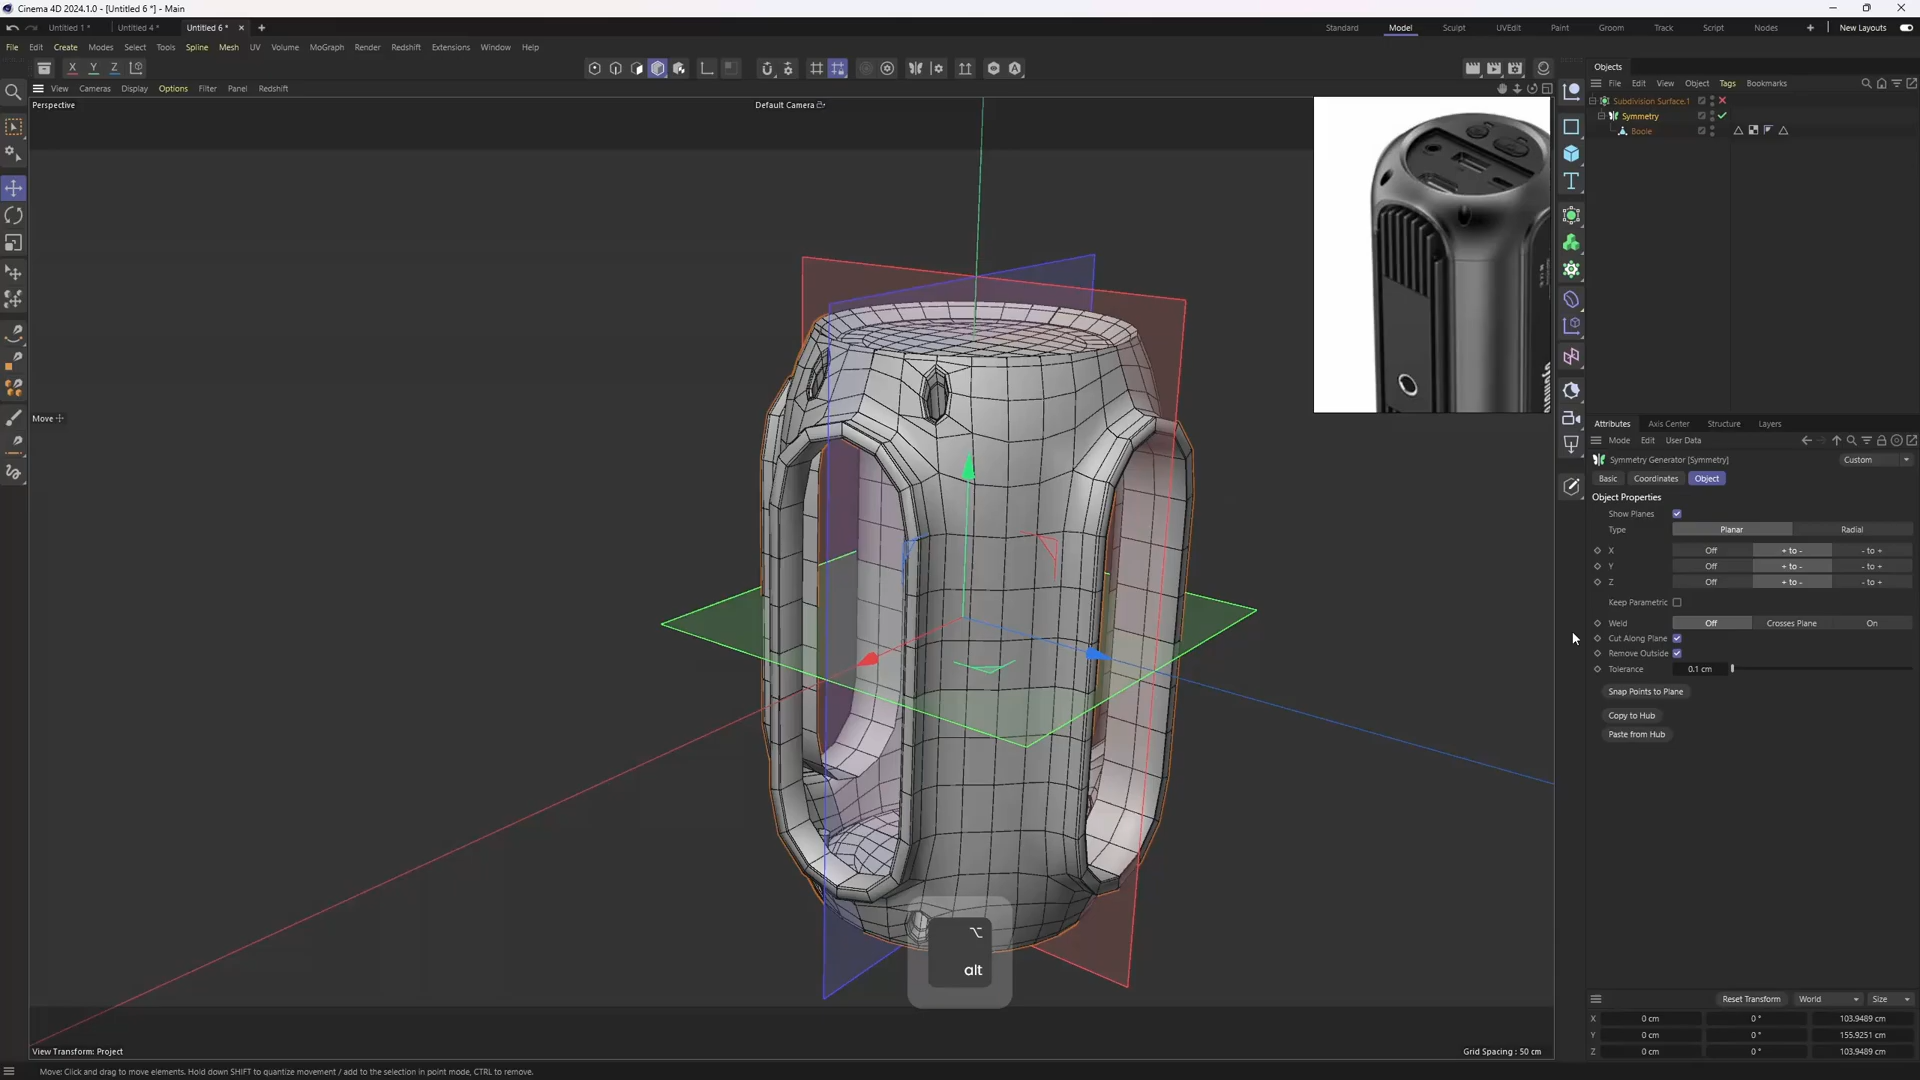 Cinema 4D 2024.1.0 - [Untitled 6 *] - Main
Untitled 1 *
Untitled 4 *
Untitled 6 *
Standard
Model
Sculpt
UVEdit
Paint
Groom
Track
Script
Nodes
New Layouts
File Edit Create Modes Select Tools Spline Mesh UV Volume MoGraph Render Redshift Extensions Window Help
X Y Z
View Cameras Display Options Filter Panel Redshift
Perspective
Default Camera
Move
alt
View Transform: Project
Grid Spacing : 50 cm
Move: Click and drag to move elements. Hold down SHIFT to quantize movement / add to the selection in point mode, CTRL to remove.
Objects
File Edit View Object Tags Bookmarks
Subdivision Surface.1
Symmetry
Boole
Attributes Axis Center Structure Layers
Mode Edit User Data
Symmetry Generator [Symmetry]
Custom
Basic Coordinates Object
Object Properties
Show Planes
Type Planar Radial
X Off + to - - to +
Y Off + to - - to +
Z Off + to - - to +
Keep Parametric
Weld Off Crosses Plane On
Cut Along Plane
Remove Outside
Tolerance 0.1 cm
Snap Points to Plane
Copy to Hub
Paste from Hub
Reset Transform World Size
X 0 cm 0 ° 103.9489 cm
Y 0 cm 0 ° 155.9251 cm
Z 0 cm 0 ° 103.9489 cm